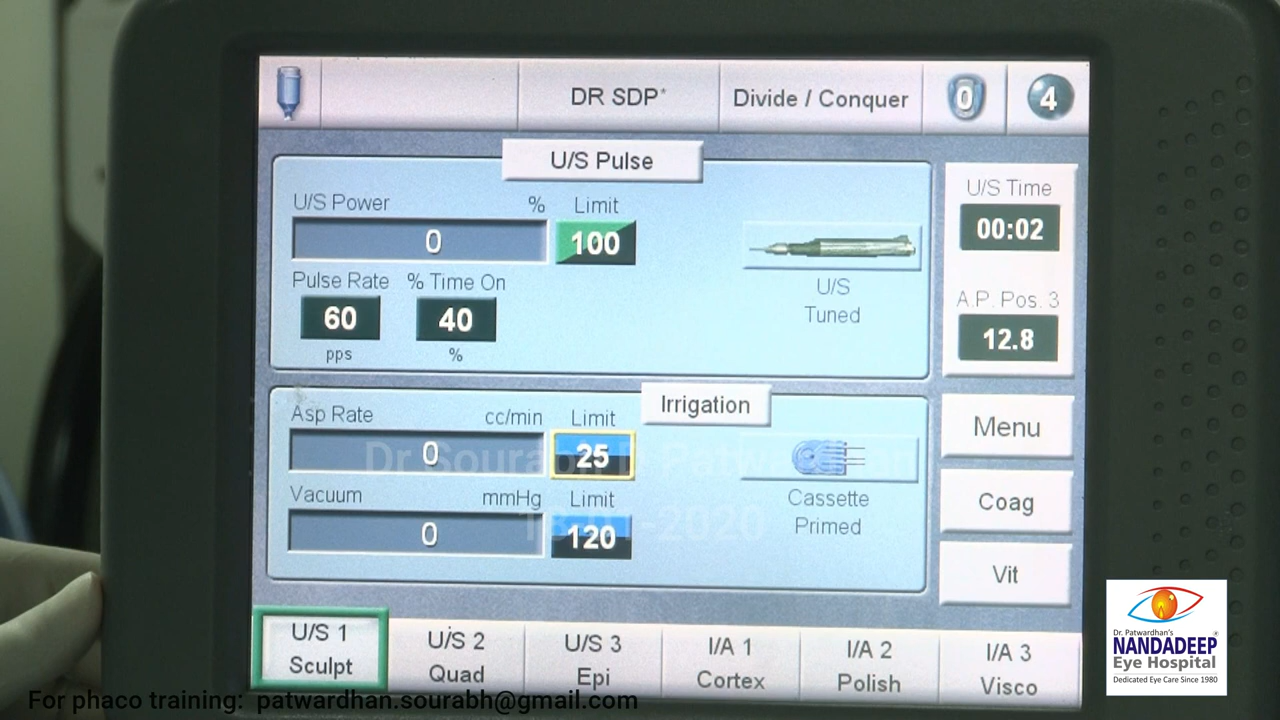 DR SDP*
Divide / Conquer
0
4
U/S Pulse
U/S Power
%
Limit
0
100
Pulse Rate
% Time On
60
40
pps
%
U/S
Tuned
U/S Time
00:02
A.P. Pos. 3
12.8
Irrigation
Asp Rate
cc/min
Limit
0
25
Vacuum
mmHg
Limit
0
120
Cassette
Primed
Menu
Coag
Vit
U/S 1
Sculpt
U/S 2
Quad
U/S 3
Epi
I/A 1
Cortex
I/A 2
Polish
I/A 3
Visco
Dr. Patwardhan's
NANDADEEP
Eye Hospital
Dedicated Eye Care Since 1980
For phaco training: patwardhan.sourabh@gmail.com